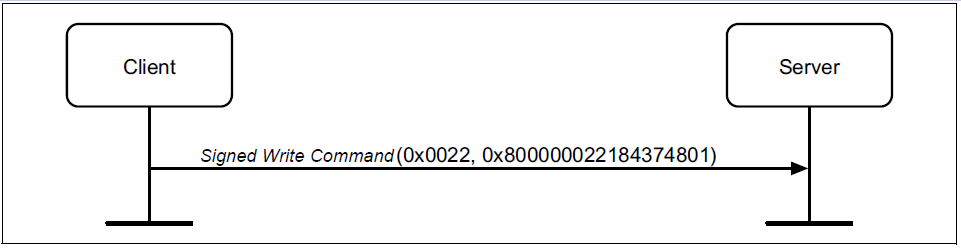 Client
Server
Signed Write Command(0x0022, 0x800000022184374801)